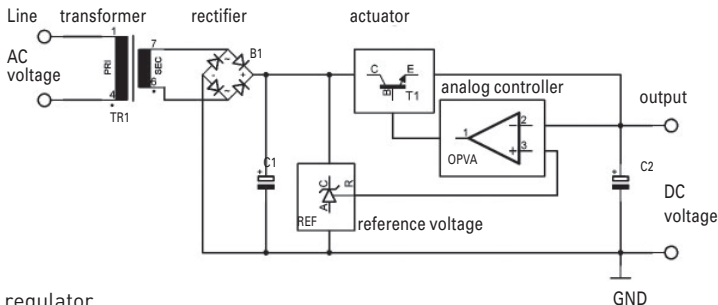 Line transformer rectifier actuator
AC
voltage
1
4
PRI
SEC
7
6
TR1
B1
~
~
-
+
C E
B T1
analog controller
1
2
3
−
+
OPVA
output
+ C1
A C R
REF
reference voltage
+ C2
DC
voltage
GND
regulator